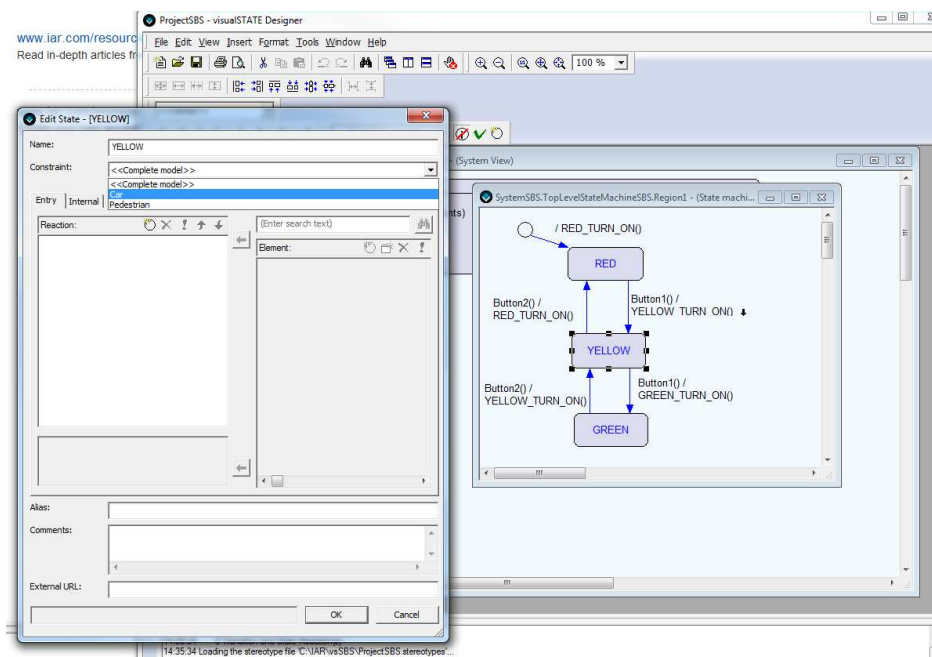 ProjectSBS - visualSTATE Designer
www.iar.com/resourc
Read in-depth articles fr
File Edit View Insert Format Tools Window Help
100 %
Edit State - [YELLOW]
Name:
YELLOW
Constraint:
<<Complete model>>
<<Complete model>>
Car
Pedestrian
Entry
Internal
Reaction:
(Enter search text)
Element:
Alias:
Comments:
External URL:
OK
Cancel
- (System View)
nts)
SystemSBS.TopLevelStateMachineSBS.Region1 - (State machi...
/ RED_TURN_ON()
RED
Button2() /
RED_TURN_ON()
Button1() /
YELLOW_TURN_ON()
YELLOW
Button2() /
YELLOW_TURN_ON()
Button1() /
GREEN_TURN_ON()
GREEN
14:35:34 Loading the stereotype file 'C:\IAR\vsSBS\ProjectSBS.stereotypes'...